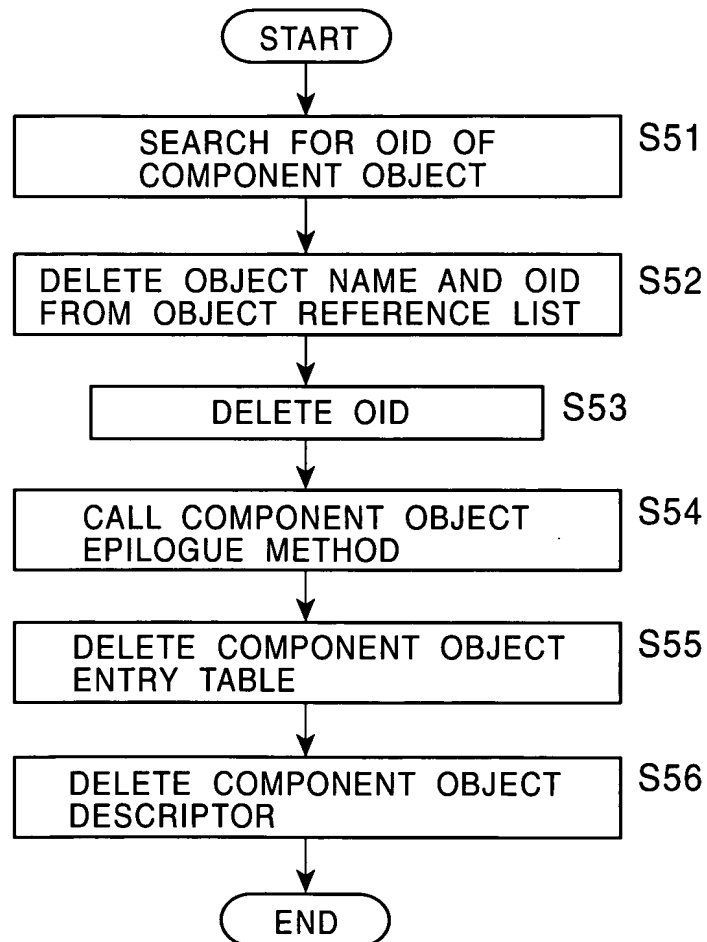 START
SEARCH FOR OID OF
COMPONENT OBJECT
S51
DELETE OBJECT NAME AND OID
FROM OBJECT REFERENCE LIST
S52
DELETE OID
S53
CALL COMPONENT OBJECT
EPILOGUE METHOD
S54
DELETE COMPONENT OBJECT
ENTRY TABLE
S55
DELETE COMPONENT OBJECT
DESCRIPTOR
S56
END